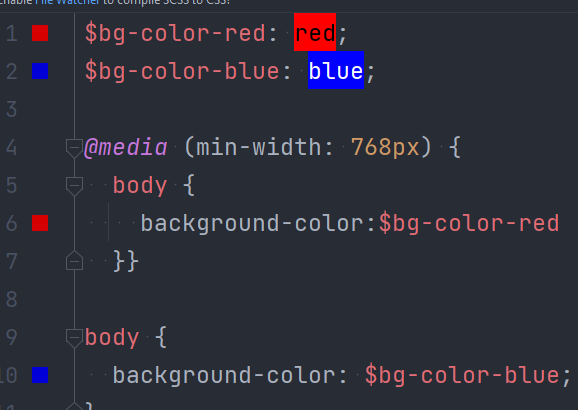 Enable File Watcher to compile SCSS to CSS?
1 $bg-color-red: red;
2 $bg-color-blue: blue;
3
4 @media (min-width: 768px) {
5 body {
6 background-color:$bg-color-red
7 }}
8
9 body {
10 background-color: $bg-color-blue;
11 }